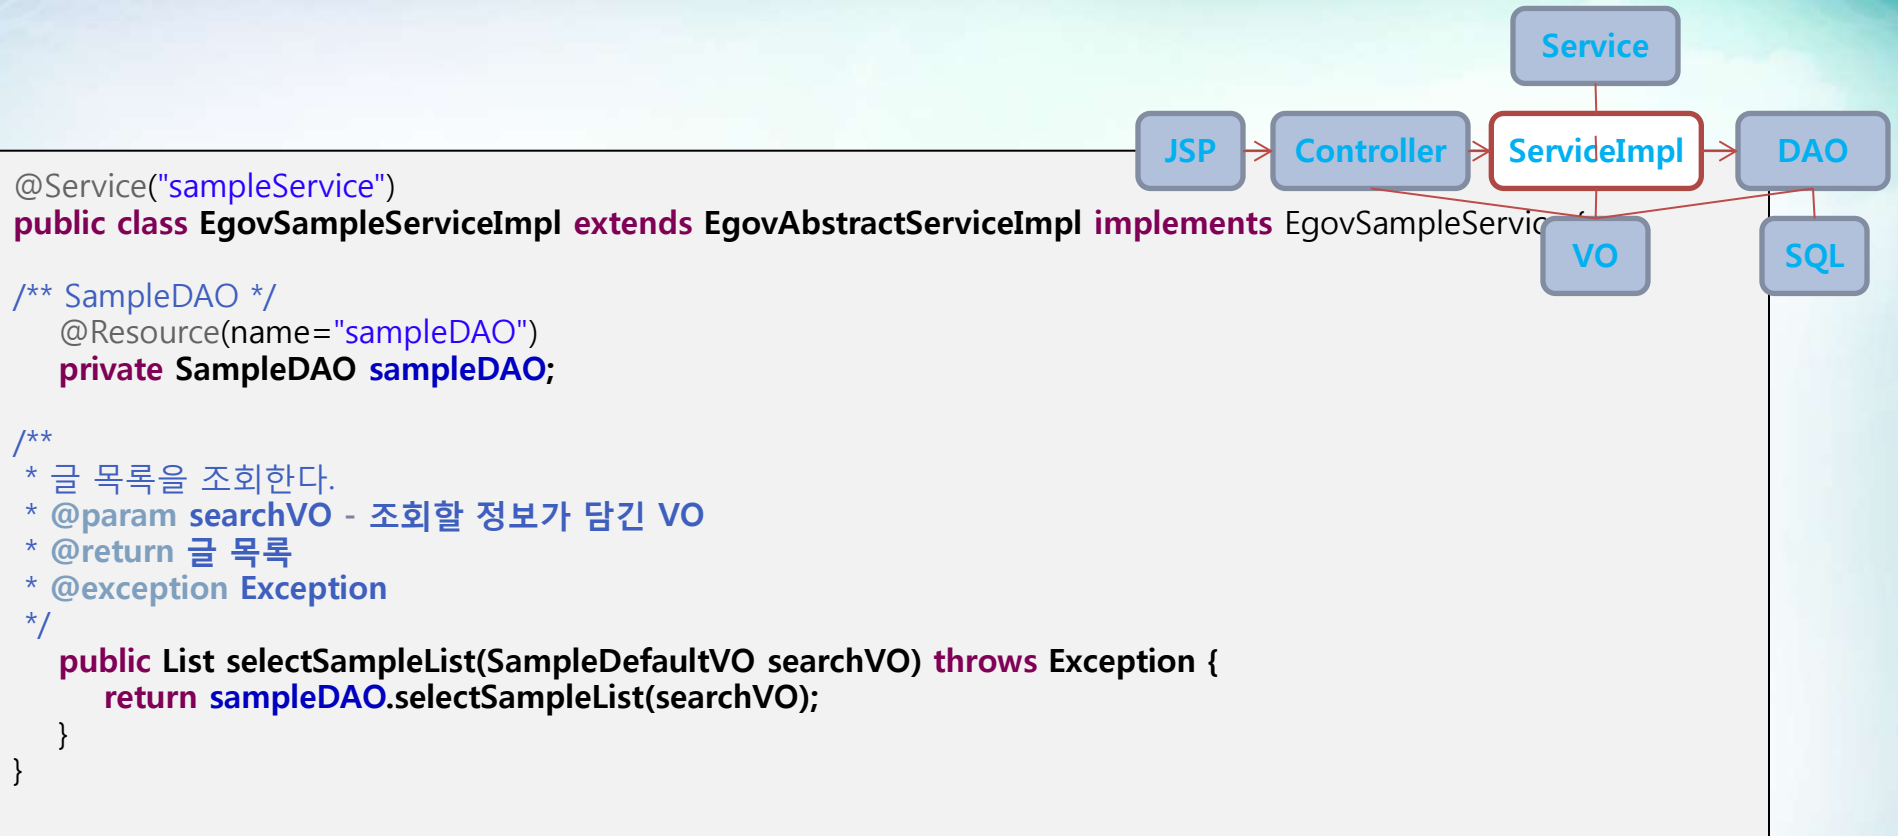 Service
JSP
Controller
ServiceImpl
DAO
VO
SQL
@Service("sampleService")
public class EgovSampleServiceImpl extends EgovAbstractServiceImpl implements EgovSampleServic
/** SampleDAO */
@Resource(name="sampleDAO")
private SampleDAO sampleDAO;
/**
* 글 목록을 조회한다.
* @param searchVO - 조회할 정보가 담긴 VO
* @return 글 목록
* @exception Exception
*/
public List selectSampleList(SampleDefaultVO searchVO) throws Exception {
return sampleDAO.selectSampleList(searchVO);
}
}